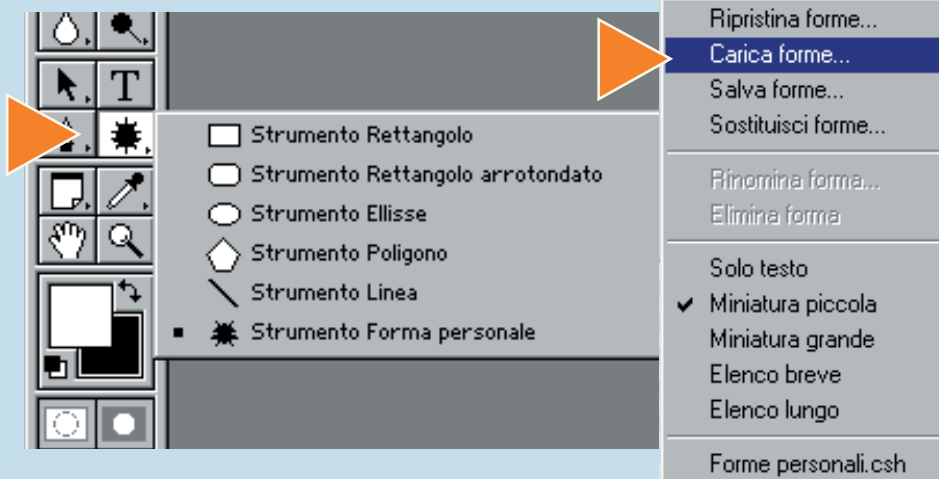 T
Strumento Rettangolo
Strumento Rettangolo arrotondato
Strumento Ellisse
Strumento Poligono
Strumento Linea
Strumento Forma personale
Ripristina forme...
Carica forme...
Salva forme...
Sostituisci forme...
Rinomina forma...
Elimina forma
Solo testo
Miniatura piccola
Miniatura grande
Elenco breve
Elenco lungo
Forme personali.csh